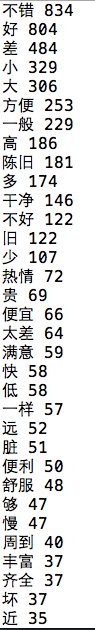 不错 834
好 804
差 484
小 329
大 306
方便 253
一般 229
高 186
陈旧 181
多 174
干净 146
不好 122
旧 122
少 107
热情 72
贵 69
便宜 66
太差 64
满意 59
快 58
低 58
一样 57
远 52
脏 51
便利 50
舒服 48
够 47
慢 47
周到 40
丰富 37
齐全 37
坏 37
近 35